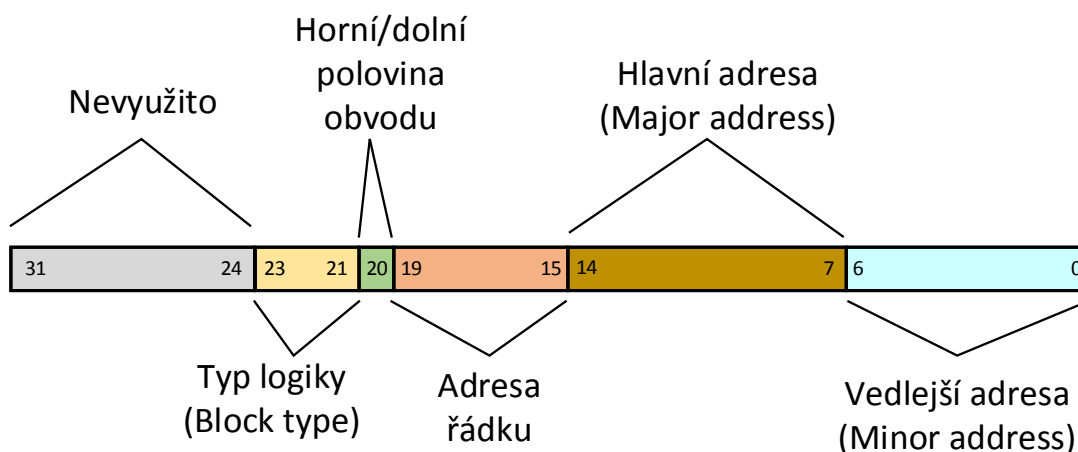 Nevyužito
Horní/dolní
polovina
obvodu
Hlavní adresa
(Major address)
31 24 23 21 20 19 15 14 7 6 0
Typ logiky
(Block type)
Adresa
řádku
Vedlejší adresa
(Minor address)